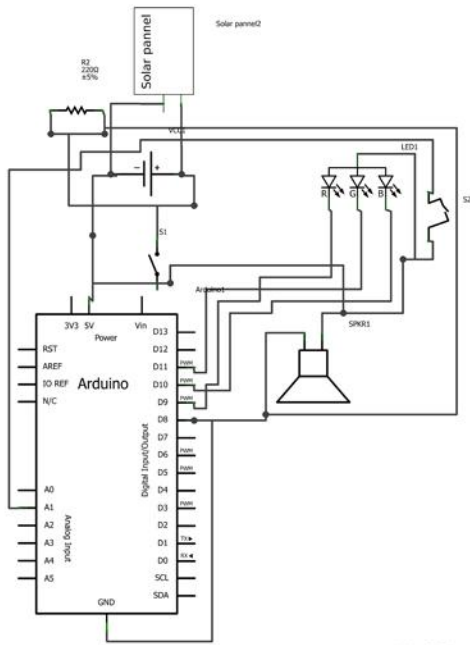 Solar pannel
Solar pannel2
R2
220Ω
±5%
VCC1
LED1
R
G
B
S2
S1
Arduino1
SPKR1
3V3
5V
Vin
Power
Arduino
RST
AREF
IO REF
N/C
D13
D12
D11
PWM
D10
PWM
D9
PWM
D8
D7
D6
PWM
D5
PWM
D4
D3
PWM
D2
D1
TX▶
D0
RX◀
SCL
SDA
Digital Input/Output
A0
A1
A2
A3
A4
A5
Analog Input
GND